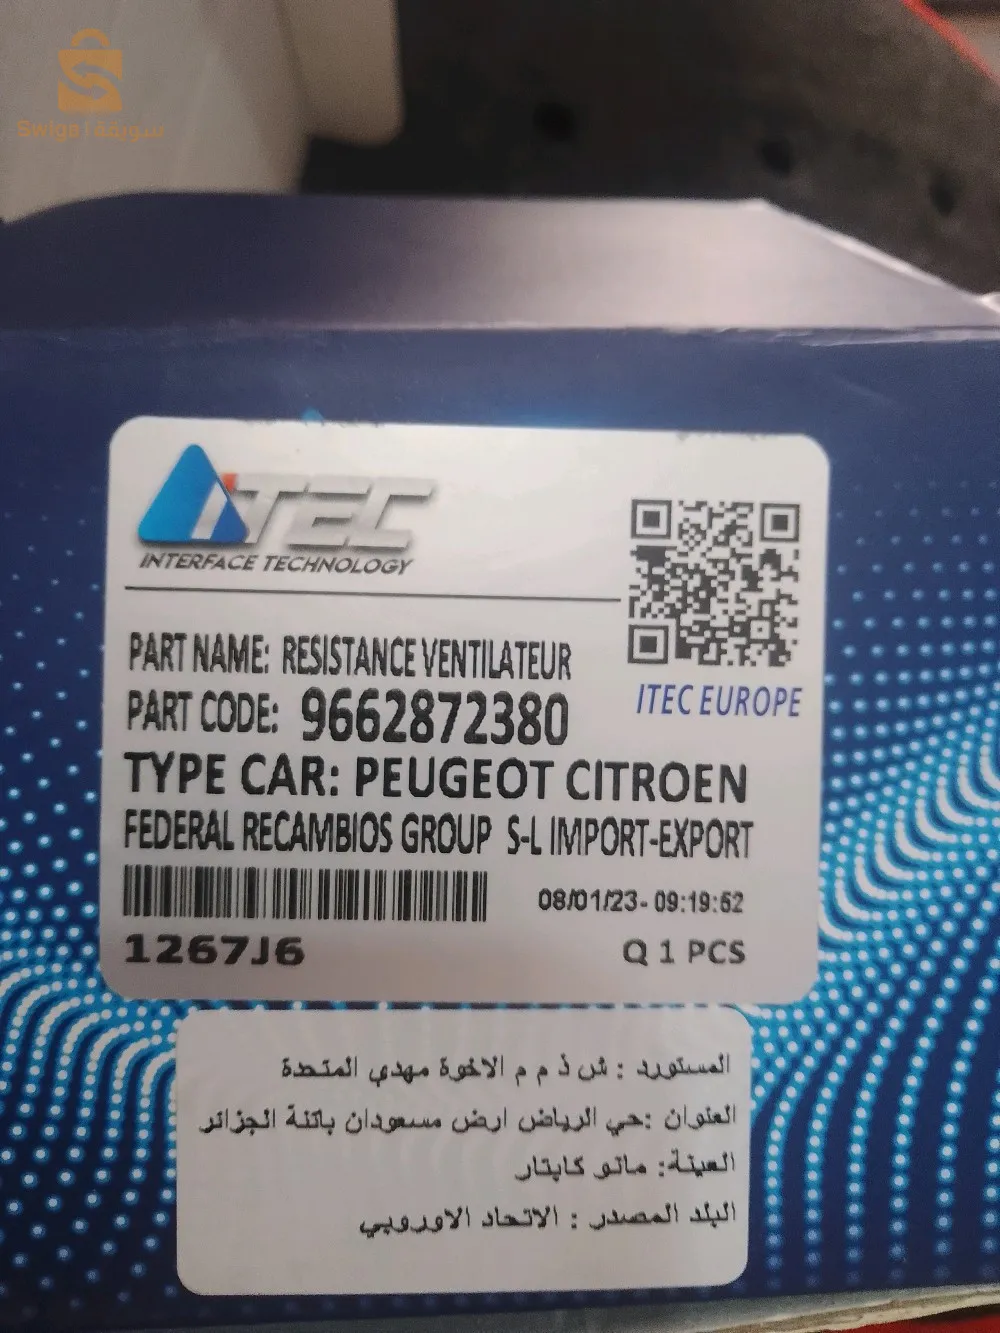 Swiga سويقة
ITEC
INTERFACE TECHNOLOGY
PART NAME: RESISTANCE VENTILATEUR
PART CODE: 9662872380
ITEC EUROPE
TYPE CAR: PEUGEOT CITROEN
FEDERAL RECAMBIOS GROUP S-L IMPORT-EXPORT
08/01/23- 09:19:52
1267J6
Q 1 PCS
المستورد : ش ذ م م الاخوة مهدي المتحدة
العنوان :حي الرياض ارض مسعودان باتنة الجزائر
العينة: ماتو كابتار
البلد المصدر : الاتحاد الاوروبي